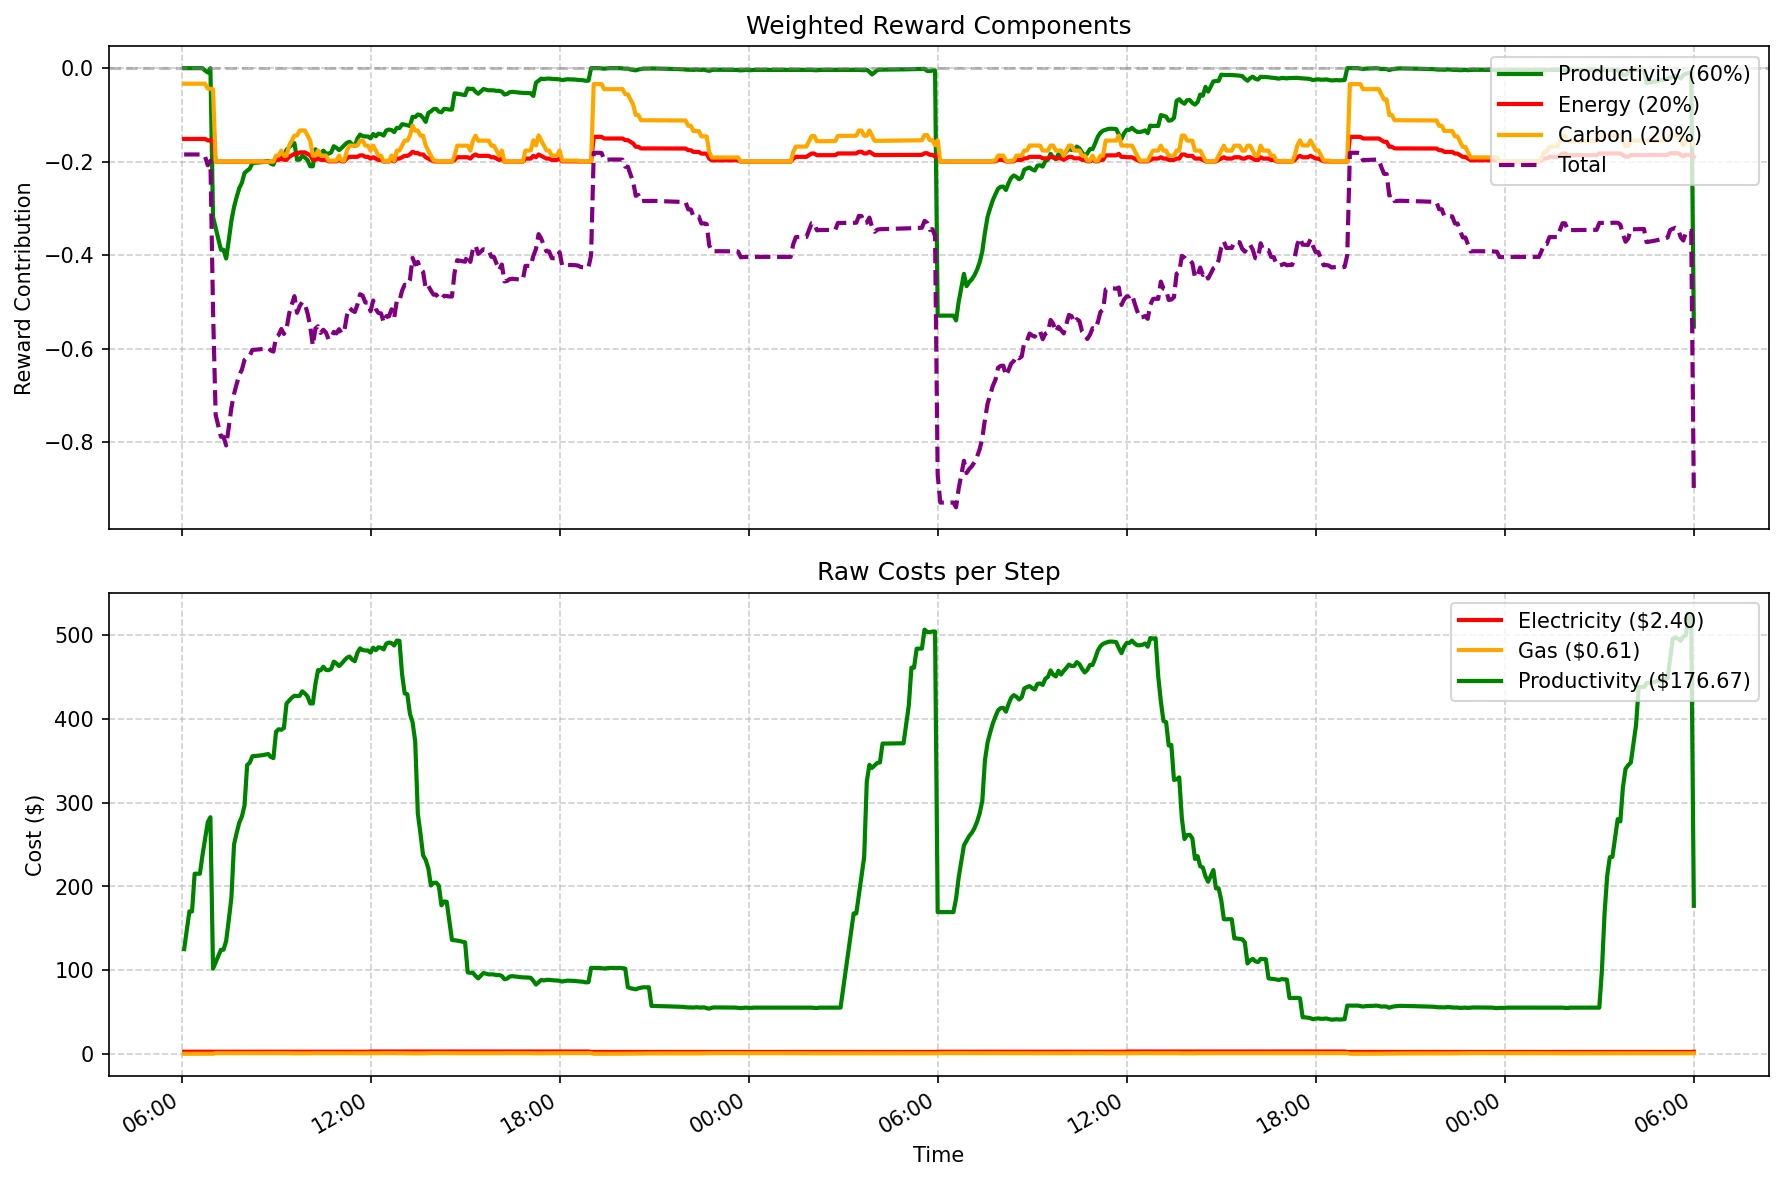 Weighted Reward Components
Productivity (60%)
Energy (20%)
Carbon (20%)
Total
0.0
−0.2
−0.4
−0.6
−0.8
Reward Contribution
Raw Costs per Step
Electricity ($2.40)
Gas ($0.61)
Productivity ($176.67)
500
400
300
200
100
0
Cost ($)
06:00
12:00
18:00
00:00
06:00
12:00
18:00
00:00
06:00
Time